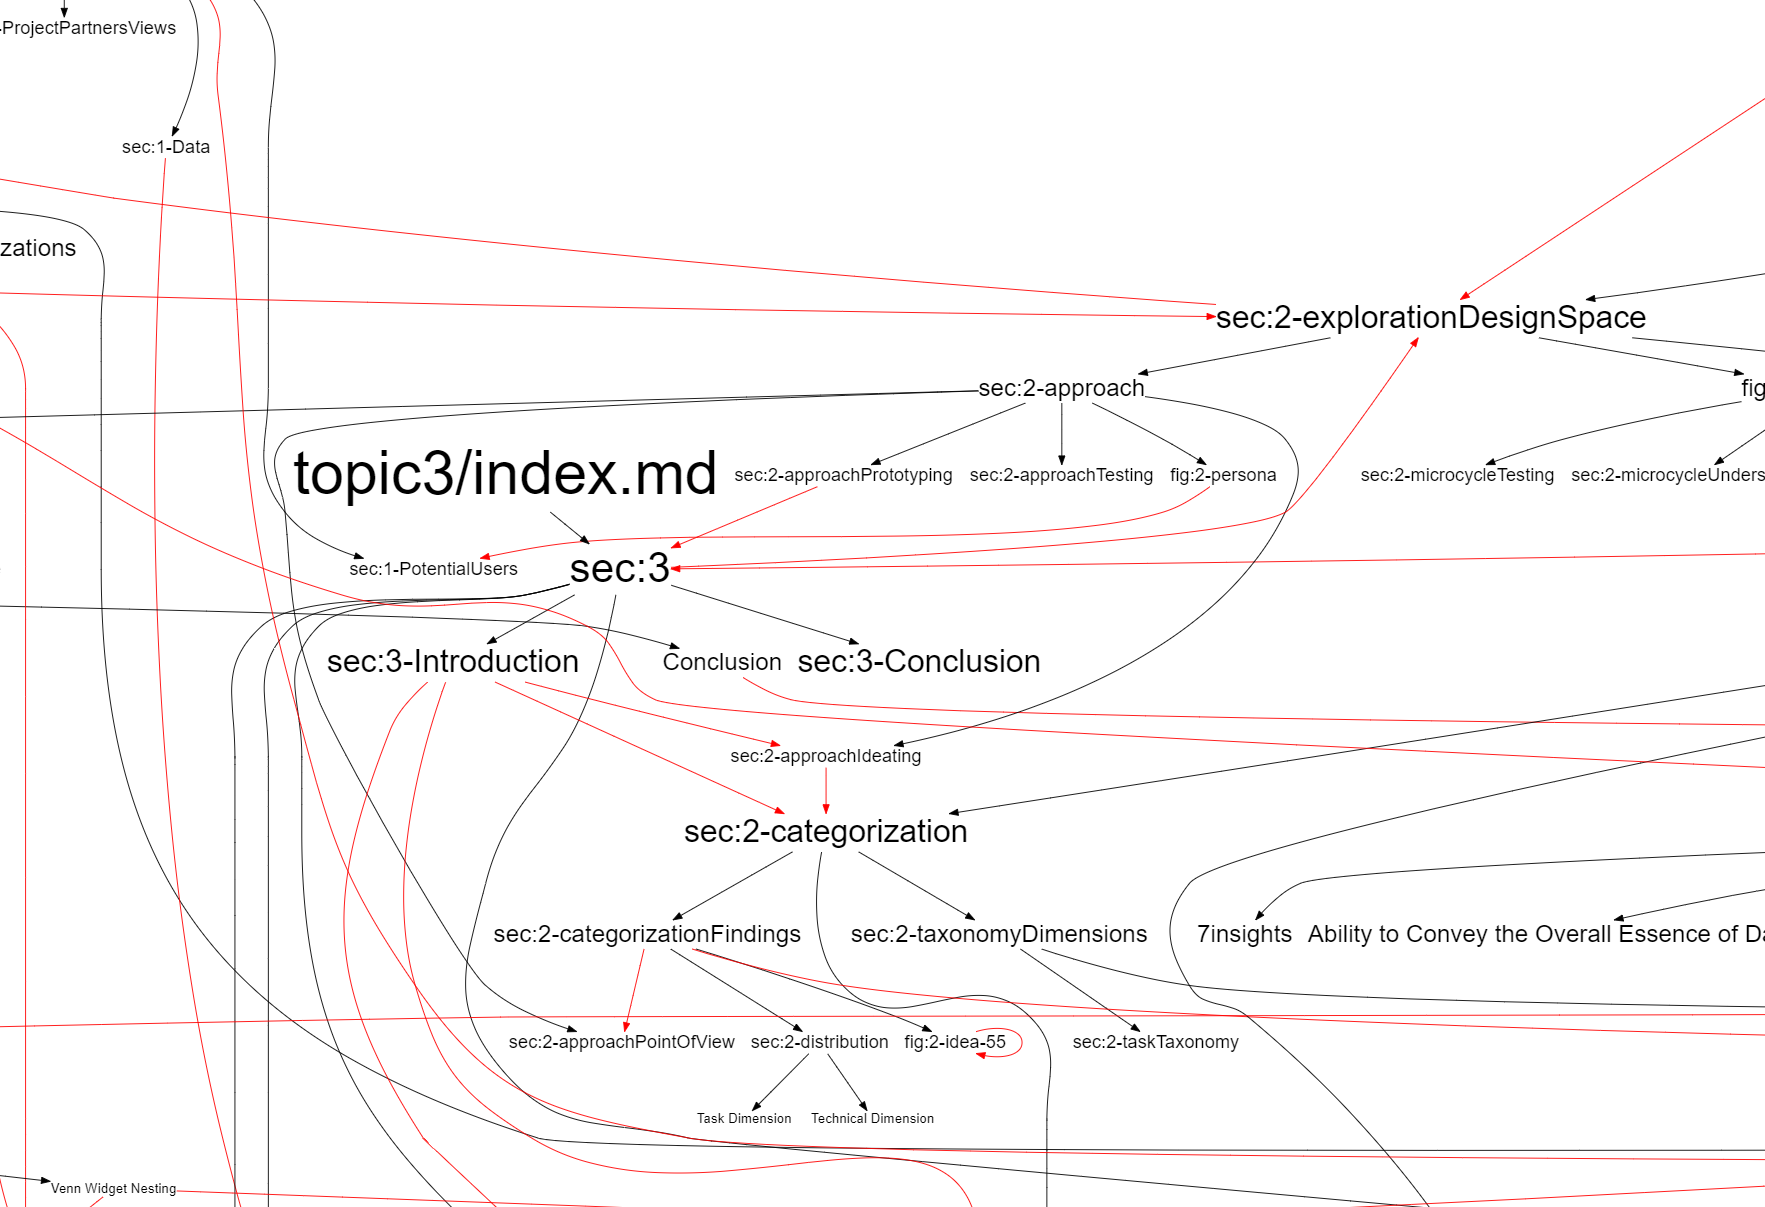 -ProjectPartnersViews
sec:1-Data
zations
sec:2-explorationDesignSpace
sec:2-approach
fig
topic3/index.md
sec:2-approachPrototyping
sec:2-approachTesting
fig:2-persona
sec:2-microcycleTesting
sec:2-microcycleUnders
sec:1-PotentialUsers
sec:3
sec:3-Introduction
Conclusion
sec:3-Conclusion
sec:2-approachIdeating
sec:2-categorization
sec:2-categorizationFindings
sec:2-taxonomyDimensions
7insights
Ability to Convey the Overall Essence of Da
sec:2-approachPointOfView
sec:2-distribution
fig:2-idea-55
sec:2-taskTaxonomy
Task Dimension
Technical Dimension
Venn Widget Nesting